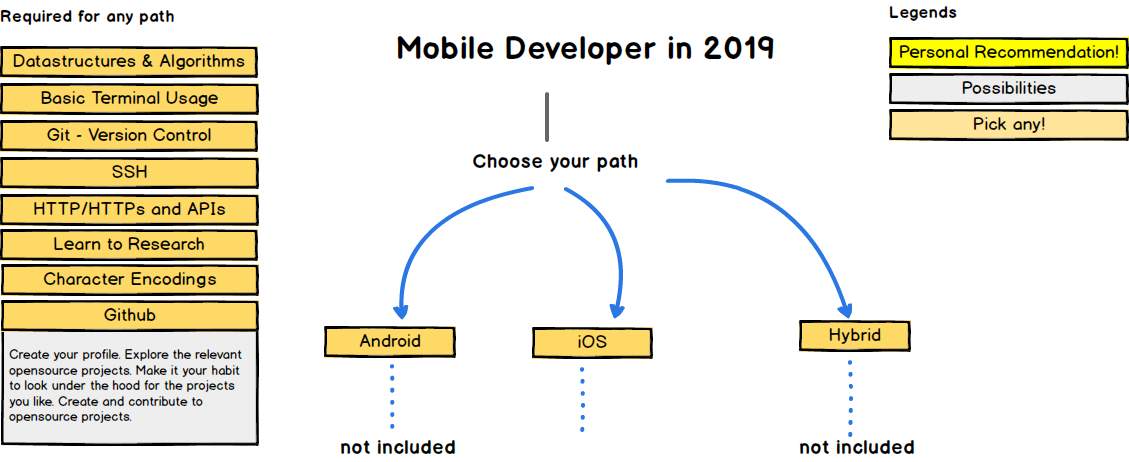 Required for any path
Datastructures & Algorithms
Basic Terminal Usage
Git - Version Control
SSH
HTTP/HTTPs and APIs
Learn to Research
Character Encodings
Github
Create your profile. Explore the relevant
opensource projects. Make it your habit
to look under the hood for the projects
you like. Create and contribute to
opensource projects.
Mobile Developer in 2019
Choose your path
Android
iOS
Hybrid
not included
not included
Legends
Personal Recommendation!
Possibilities
Pick any!